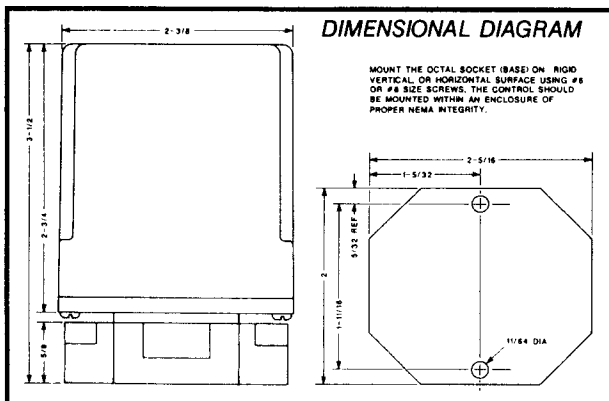 DIMENSIONAL DIAGRAM
MOUNT THE OCTAL SOCKET (BASE) ON RIGID
VERTICAL OR HORIZONTAL SURFACE USING #6
OR #8 SIZE SCREWS. THE CONTROL SHOULD
BE MOUNTED WITHIN AN ENCLOSURE OF
PROPER NEMA INTEGRITY.
2-3/8
3-1/2
2-3/4
5/8
2-5/16
1-5/32
5/32 REF.
2
1-11/16
11/64 DIA